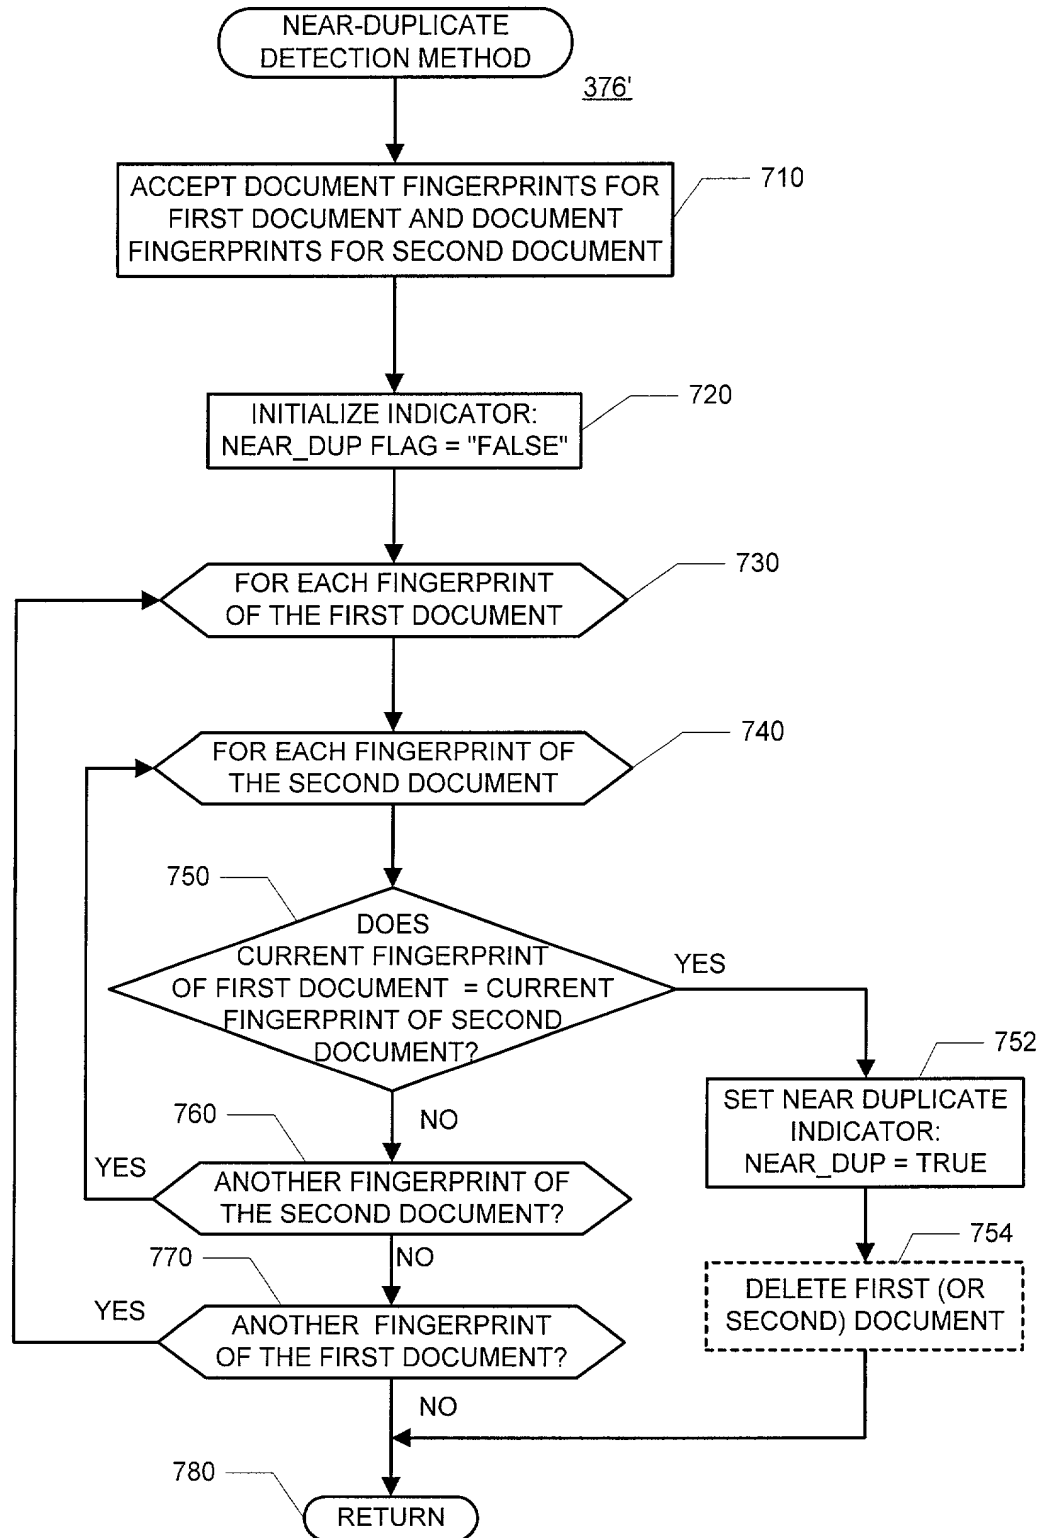 NEAR-DUPLICATE
DETECTION METHOD
376'
ACCEPT DOCUMENT FINGERPRINTS FOR
FIRST DOCUMENT AND DOCUMENT
FINGERPRINTS FOR SECOND DOCUMENT
710
INITIALIZE INDICATOR:
NEAR_DUP FLAG = "FALSE"
720
FOR EACH FINGERPRINT
OF THE FIRST DOCUMENT
730
FOR EACH FINGERPRINT OF
THE SECOND DOCUMENT
740
750
DOES
CURRENT FINGERPRINT
OF FIRST DOCUMENT = CURRENT
FINGERPRINT OF SECOND
DOCUMENT?
YES
NO
752
SET NEAR DUPLICATE
INDICATOR:
NEAR_DUP = TRUE
760
YES
ANOTHER FINGERPRINT OF
THE SECOND DOCUMENT?
NO
754
DELETE FIRST (OR
SECOND) DOCUMENT
770
YES
ANOTHER FINGERPRINT
OF THE FIRST DOCUMENT?
NO
780
RETURN